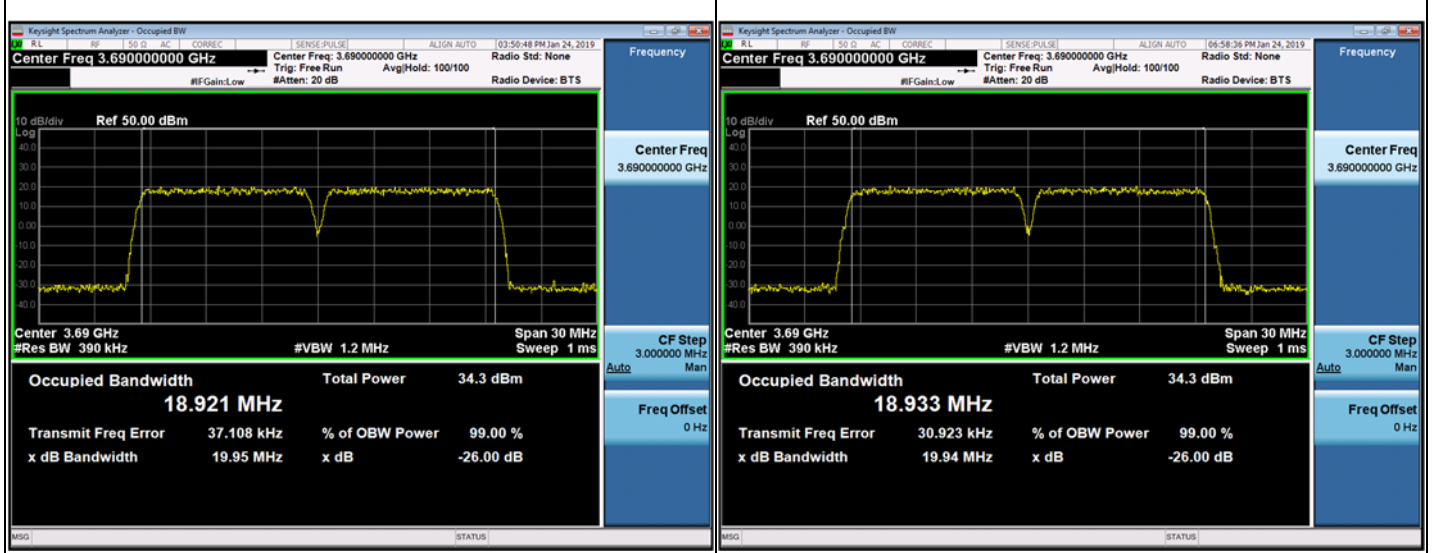 Keysight Spectrum Analyzer - Occupied BW
RL RF 50 Ω AC CORREC SENSE:PULSE ALIGN AUTO 03:50:48 PM Jan 24, 2019
Center Freq 3.690000000 GHz
Center Freq: 3.690000000 GHz Radio Std: None
Trig: Free Run Avg|Hold: 100/100
#IFGain:Low #Atten: 20 dB Radio Device: BTS
10 dB/div Ref 50.00 dBm
Log
40.0
30.0
20.0
10.0
0.00
-10.0
-20.0
-30.0
-40.0
Center 3.69 GHz Span 30 MHz
#Res BW 390 kHz #VBW 1.2 MHz Sweep 1 ms
Occupied Bandwidth Total Power 34.3 dBm
18.921 MHz
Transmit Freq Error 37.108 kHz % of OBW Power 99.00 %
x dB Bandwidth 19.95 MHz x dB -26.00 dB
MSG STATUS
Frequency
Center Freq
3.690000000 GHz
CF Step
3.000000 MHz
Auto Man
Freq Offset
0 Hz
Keysight Spectrum Analyzer - Occupied BW
RL RF 50 Ω AC CORREC SENSE:PULSE ALIGN AUTO 06:58:36 PM Jan 24, 2019
Center Freq 3.690000000 GHz
Center Freq: 3.690000000 GHz Radio Std: None
Trig: Free Run Avg|Hold: 100/100
#IFGain:Low #Atten: 20 dB Radio Device: BTS
10 dB/div Ref 50.00 dBm
Log
40.0
30.0
20.0
10.0
0.00
-10.0
-20.0
-30.0
-40.0
Center 3.69 GHz Span 30 MHz
#Res BW 390 kHz #VBW 1.2 MHz Sweep 1 ms
Occupied Bandwidth Total Power 34.3 dBm
18.933 MHz
Transmit Freq Error 30.923 kHz % of OBW Power 99.00 %
x dB Bandwidth 19.94 MHz x dB -26.00 dB
MSG STATUS
Frequency
Center Freq
3.690000000 GHz
CF Step
3.000000 MHz
Auto Man
Freq Offset
0 Hz